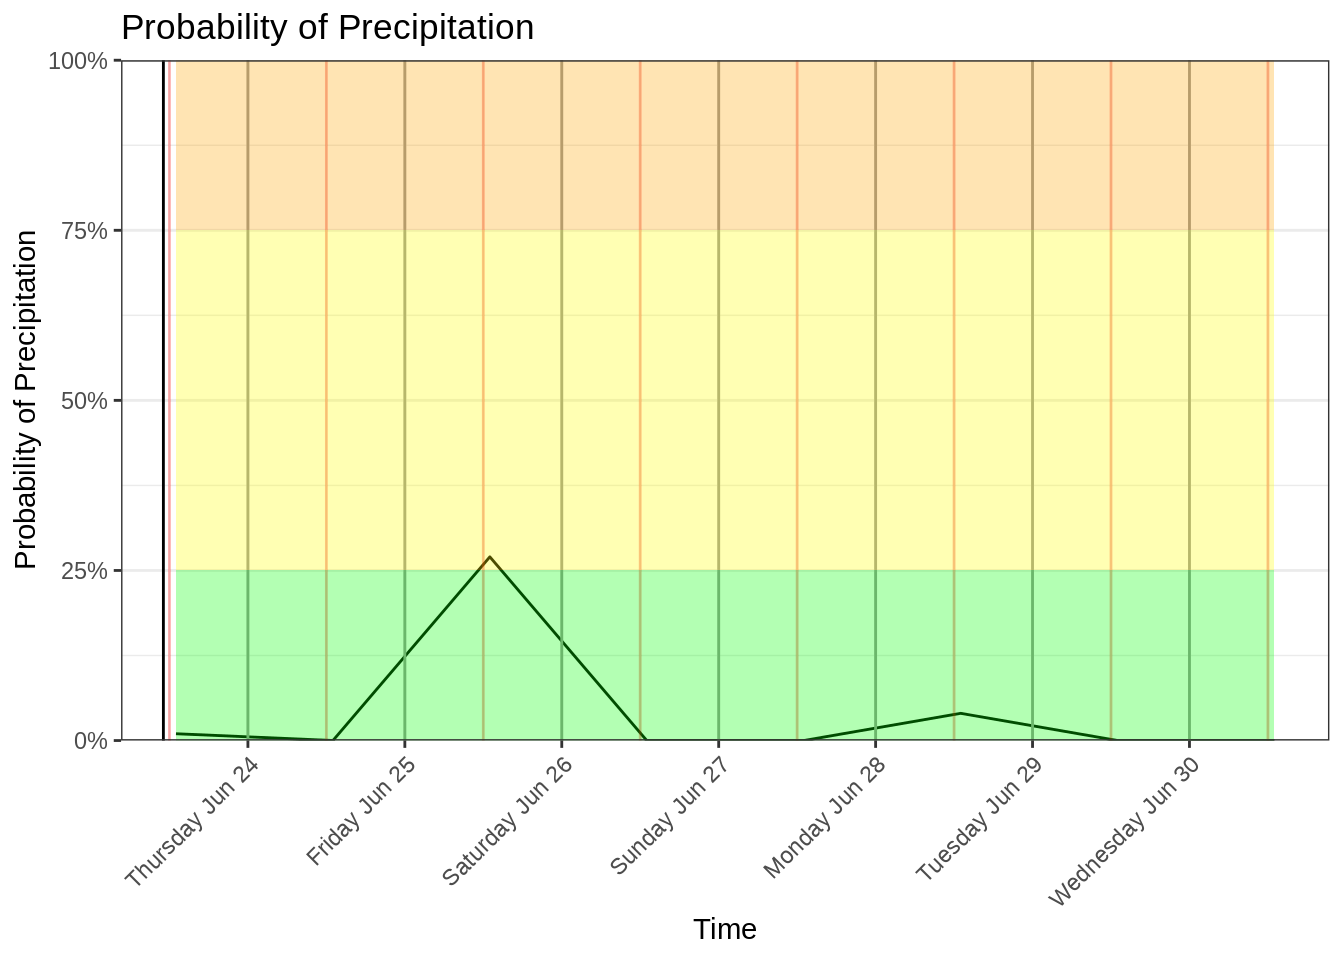 Probability of Precipitation
100%
75%
50%
25%
0%
Probability of Precipitation
Thursday Jun 24
Friday Jun 25
Saturday Jun 26
Sunday Jun 27
Monday Jun 28
Tuesday Jun 29
Wednesday Jun 30
Time